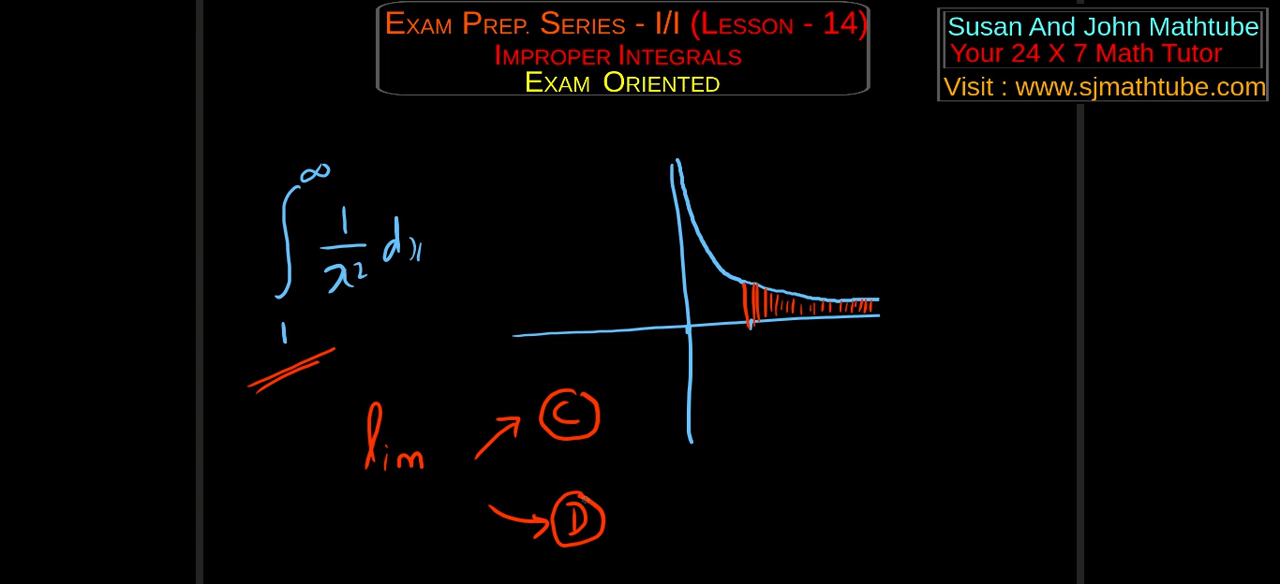 Exam Prep. Series - I/I (Lesson - 14)
Improper Integrals
Exam Oriented
Susan And John Mathtube
Your 24 X 7 Math Tutor
Visit : www.sjmathtube.com
∫₁^∞ 1/x² dx
lim
C
D